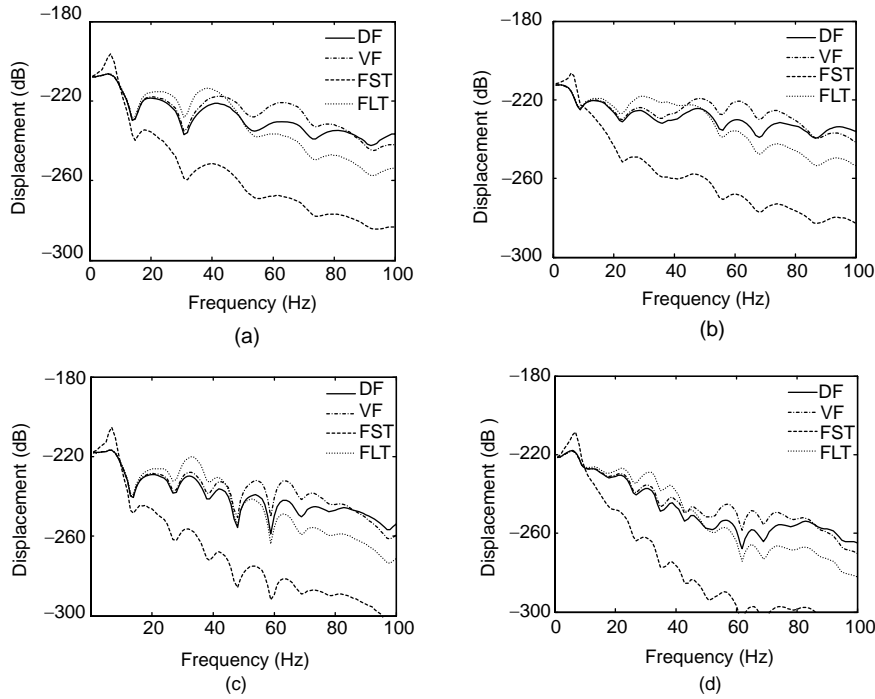 −180
−220
−260
−300
Displacement (dB)
DF
VF
FST
FLT
0 20 40 60 80 100
Frequency (Hz)
(a)
−180
−220
−260
−300
Displacement (dB)
DF
VF
FST
FLT
0 20 40 60 80 100
Frequency (Hz)
(b)
−180
−220
−260
−300
Displacement (dB)
DF
VF
FST
FLT
20 40 60 80 100
Frequency (Hz)
(c)
−180
−220
−260
−300
Displacement (dB )
DF
VF
FST
FLT
0 20 40 60 80 100
Frequency (Hz)
(d)